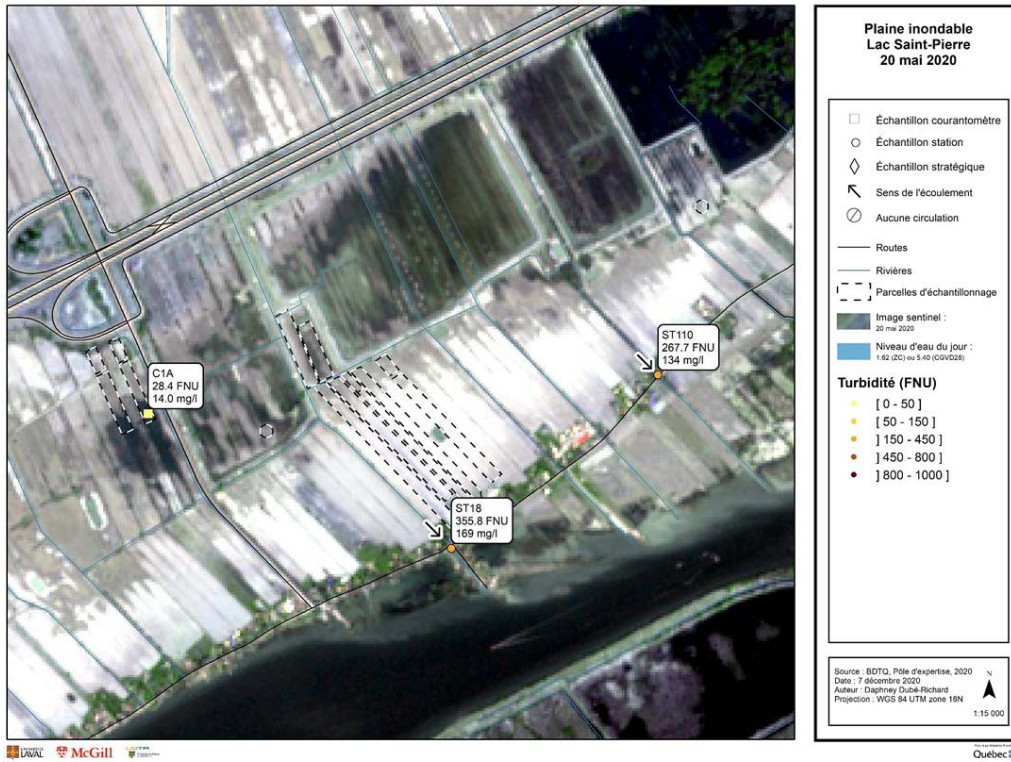 Plaine inondable
Lac Saint-Pierre
20 mai 2020
Échantillon courantomètre
Échantillon station
Échantillon stratégique
Sens de l'écoulement
Aucune circulation
Routes
Rivières
Parcelles d'échantillonnage
Image sentinel :
20 mai 2020
Niveau d'eau du jour :
1.62 (ZC) ou 5.40 (CGVD28)
Turbidité (FNU)
[ 0 - 50 ]
[ 50 - 150 ]
] 150 - 450 ]
] 450 - 800 ]
] 800 - 1000 ]
C1A
28.4 FNU
14.0 mg/l
ST110
267.7 FNU
134 mg/l
ST18
355.8 FNU
169 mg/l
Source : BDTQ, Pôle d'expertise, 2020
Date : 7 décembre 2020
Auteur : Daphney Dubé-Richard
Projection : WGS 84 UTM zone 18N
N
1:15 000
UNIVERSITÉ
LAVAL
McGill
UQTR
Québec